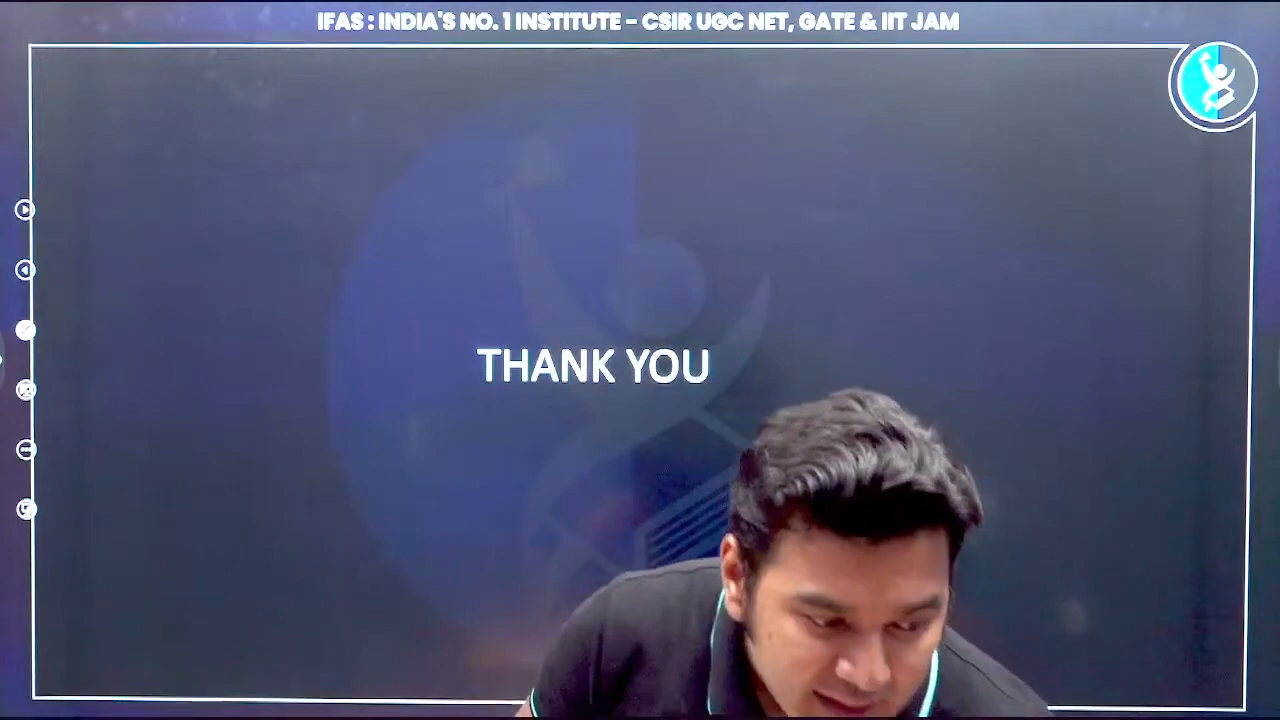 IFAS : INDIA'S NO. 1 INSTITUTE - CSIR UGC NET, GATE & IIT JAM
THANK YOU